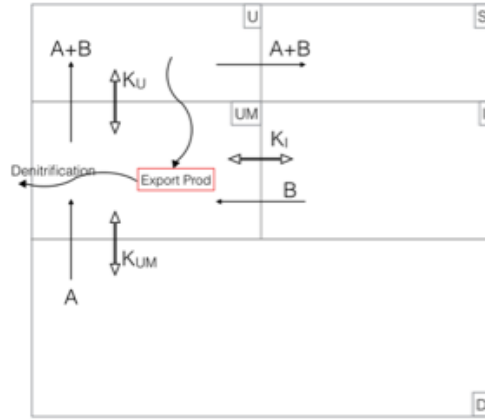 U
S
A+B
A+B
K_U
UM
I
K_I
Denitrification
Export Prod
B
K_UM
A
D